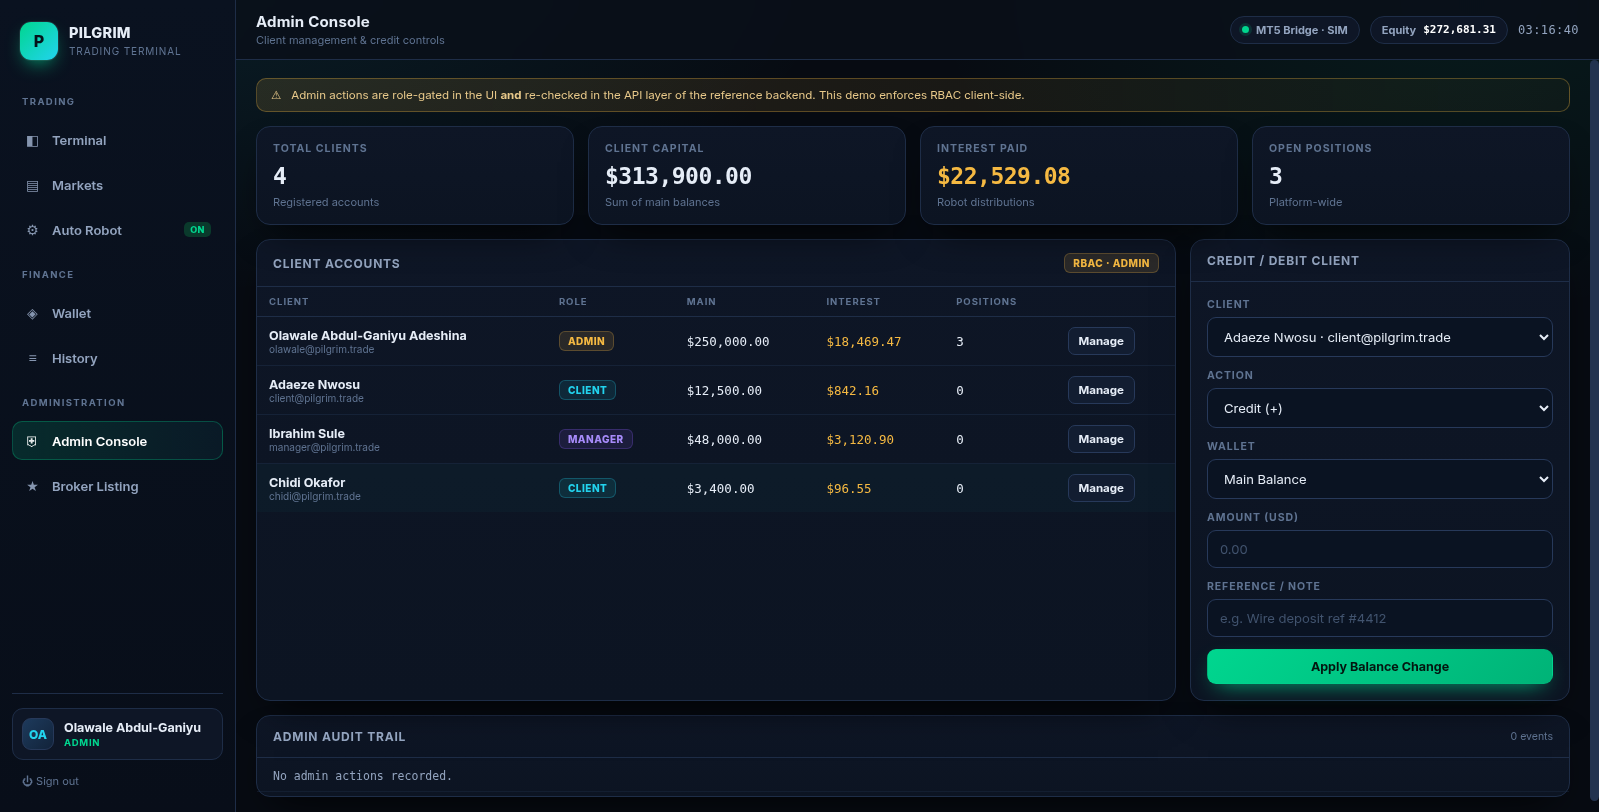 P
PILGRIM
TRADING TERMINAL
TRADING
Terminal
Markets
Auto Robot ON
FINANCE
Wallet
History
ADMINISTRATION
Admin Console
Broker Listing
OA
Olawale Abdul-Ganiyu
ADMIN
Sign out
Admin Console
Client management & credit controls
MT5 Bridge · SIM
Equity $272,681.31
03:16:40
⚠ Admin actions are role-gated in the UI and re-checked in the API layer of the reference backend. This demo enforces RBAC client-side.
TOTAL CLIENTS
4
Registered accounts
CLIENT CAPITAL
$313,900.00
Sum of main balances
INTEREST PAID
$22,529.08
Robot distributions
OPEN POSITIONS
3
Platform-wide
CLIENT ACCOUNTS RBAC · ADMIN
CLIENT ROLE MAIN INTEREST POSITIONS
Olawale Abdul-Ganiyu Adeshina ADMIN $250,000.00 $18,469.47 3 Manage
olawale@pilgrim.trade
Adaeze Nwosu CLIENT $12,500.00 $842.16 0 Manage
client@pilgrim.trade
Ibrahim Sule MANAGER $48,000.00 $3,120.90 0 Manage
manager@pilgrim.trade
Chidi Okafor CLIENT $3,400.00 $96.55 0 Manage
chidi@pilgrim.trade
CREDIT / DEBIT CLIENT
CLIENT
Adaeze Nwosu · client@pilgrim.trade
ACTION
Credit (+)
WALLET
Main Balance
AMOUNT (USD)
0.00
REFERENCE / NOTE
e.g. Wire deposit ref #4412
Apply Balance Change
ADMIN AUDIT TRAIL 0 events
No admin actions recorded.